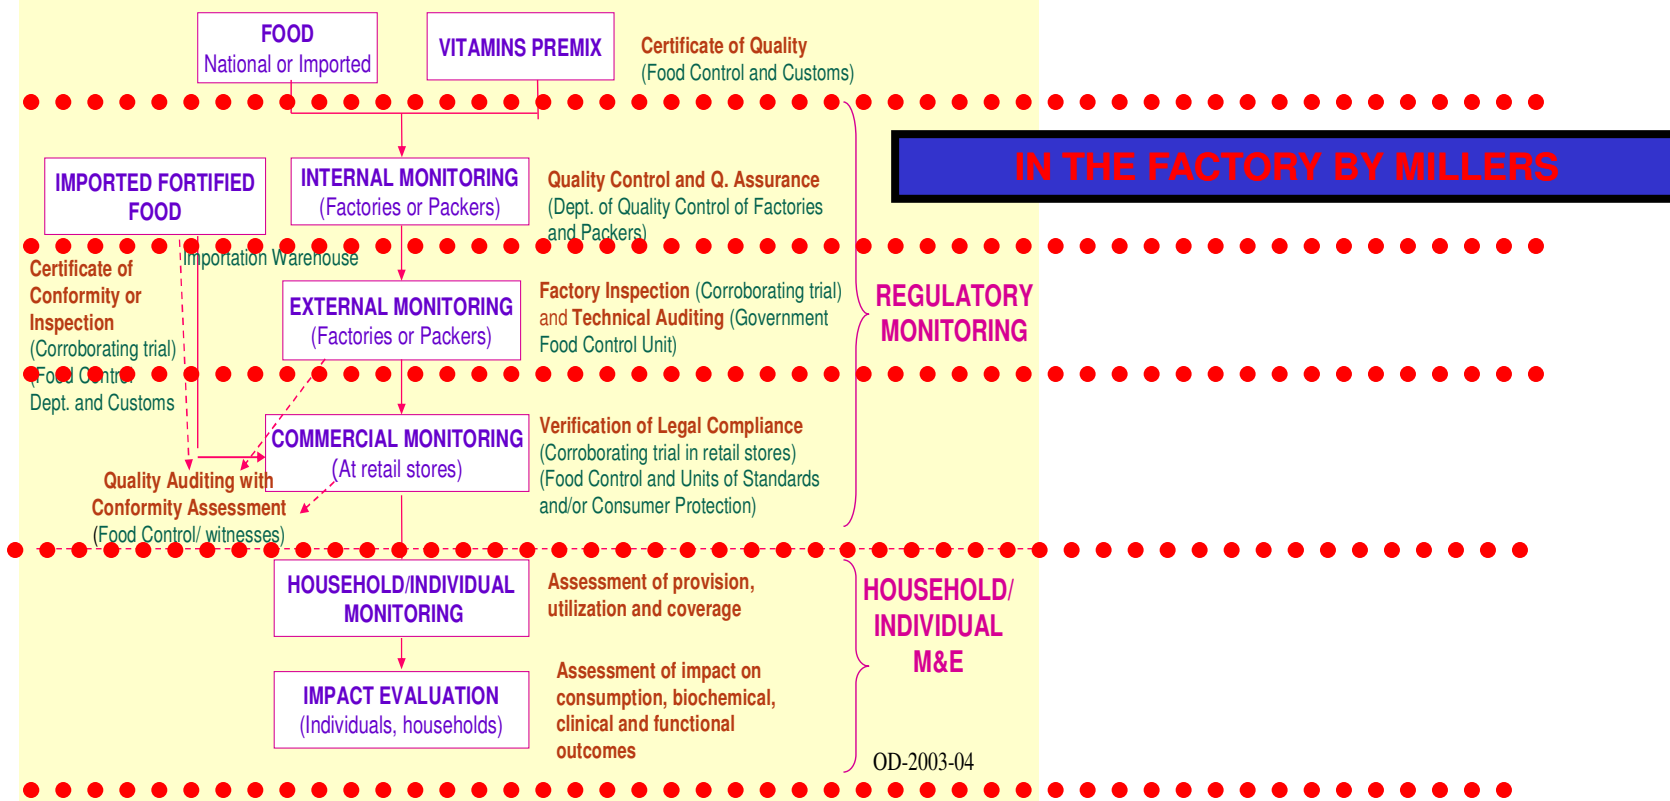 FOOD
National or Imported
VITAMINS PREMIX
Certificate of Quality
(Food Control and Customs)
IN THE FACTORY BY MILLERS
IMPORTED FORTIFIED
FOOD
INTERNAL MONITORING
(Factories or Packers)
Quality Control and Q. Assurance
(Dept. of Quality Control of Factories
and Packers)
Importation Warehouse
Certificate of
Conformity or
Inspection
(Corroborating trial)
(Food Control
Dept. and Customs
EXTERNAL MONITORING
(Factories or Packers)
Factory Inspection (Corroborating trial)
and Technical Auditing (Government
Food Control Unit)
REGULATORY
MONITORING
COMMERCIAL MONITORING
(At retail stores)
Verification of Legal Compliance
(Corroborating trial in retail stores)
(Food Control and Units of Standards
and/or Consumer Protection)
Quality Auditing with
Conformity Assessment
(Food Control/ witnesses)
HOUSEHOLD/INDIVIDUAL
MONITORING
Assessment of provision,
utilization and coverage
HOUSEHOLD/
INDIVIDUAL
M&E
IMPACT EVALUATION
(Individuals, households)
Assessment of impact on
consumption, biochemical,
clinical and functional
outcomes
OD-2003-04